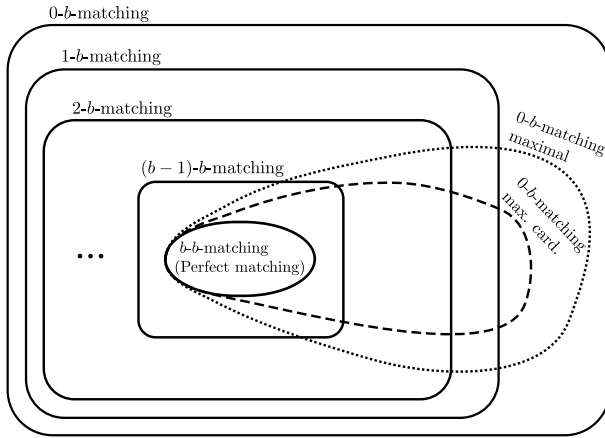 0-b-matching
1-b-matching
2-b-matching
0-b-matching
maximal
(b − 1)-b-matching
0-b-matching
max. card.
b-b-matching
(Perfect matching)
...